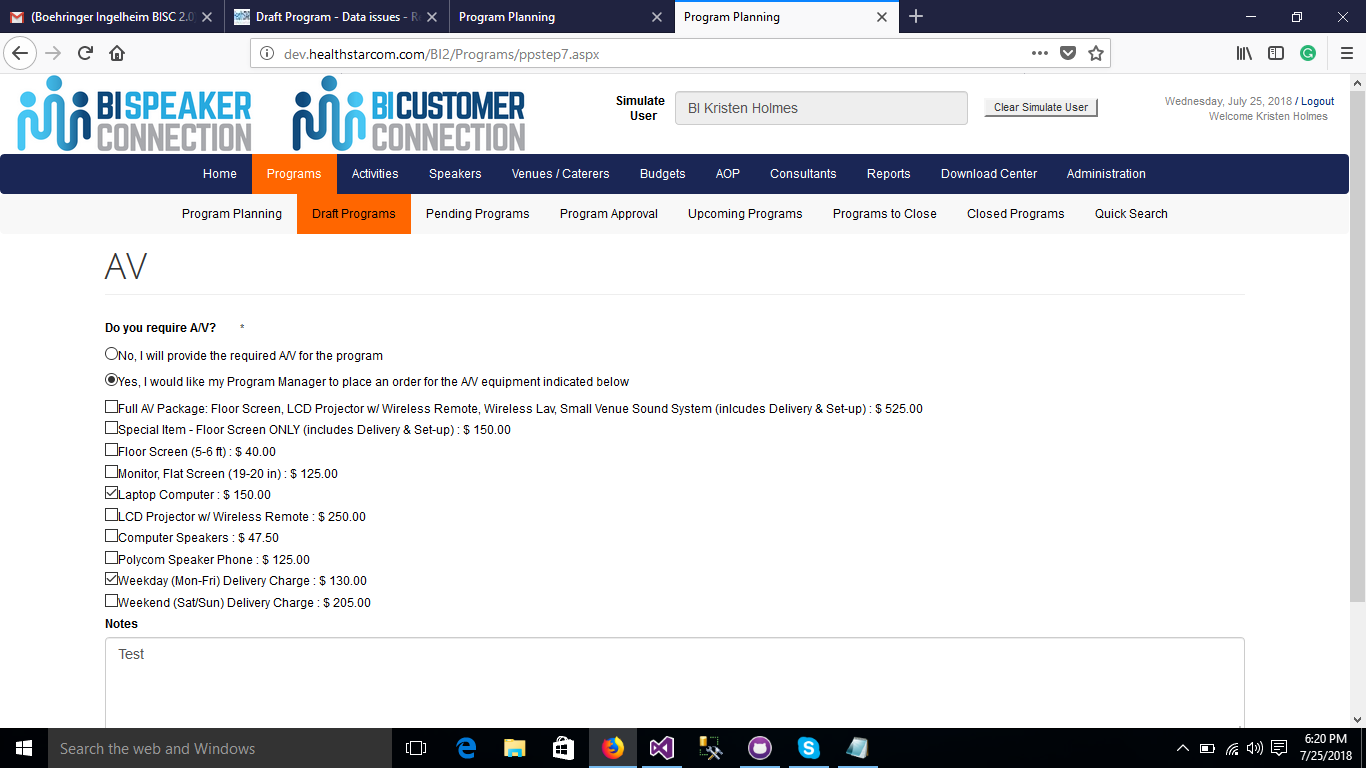 (Boehringer Ingelheim BISC 2.0
Draft Program - Data issues - R
Program Planning
Program Planning
dev.healthstarcom.com/BI2/Programs/ppstep7.aspx
BI SPEAKER CONNECTION
BI CUSTOMER CONNECTION
Simulate User
BI Kristen Holmes
Clear Simulate User
Wednesday, July 25, 2018 / Logout
Welcome Kristen Holmes
Home Programs Activities Speakers Venues / Caterers Budgets AOP Consultants Reports Download Center Administration
Program Planning Draft Programs Pending Programs Program Approval Upcoming Programs Programs to Close Closed Programs Quick Search
AV
Do you require A/V? *
No, I will provide the required A/V for the program
Yes, I would like my Program Manager to place an order for the A/V equipment indicated below
Full AV Package: Floor Screen, LCD Projector w/ Wireless Remote, Wireless Lav, Small Venue Sound System (inlcudes Delivery & Set-up) : $ 525.00
Special Item - Floor Screen ONLY (includes Delivery & Set-up) : $ 150.00
Floor Screen (5-6 ft) : $ 40.00
Monitor, Flat Screen (19-20 in) : $ 125.00
Laptop Computer : $ 150.00
LCD Projector w/ Wireless Remote : $ 250.00
Computer Speakers : $ 47.50
Polycom Speaker Phone : $ 125.00
Weekday (Mon-Fri) Delivery Charge : $ 130.00
Weekend (Sat/Sun) Delivery Charge : $ 205.00
Notes
Test
Search the web and Windows
6:20 PM
7/25/2018